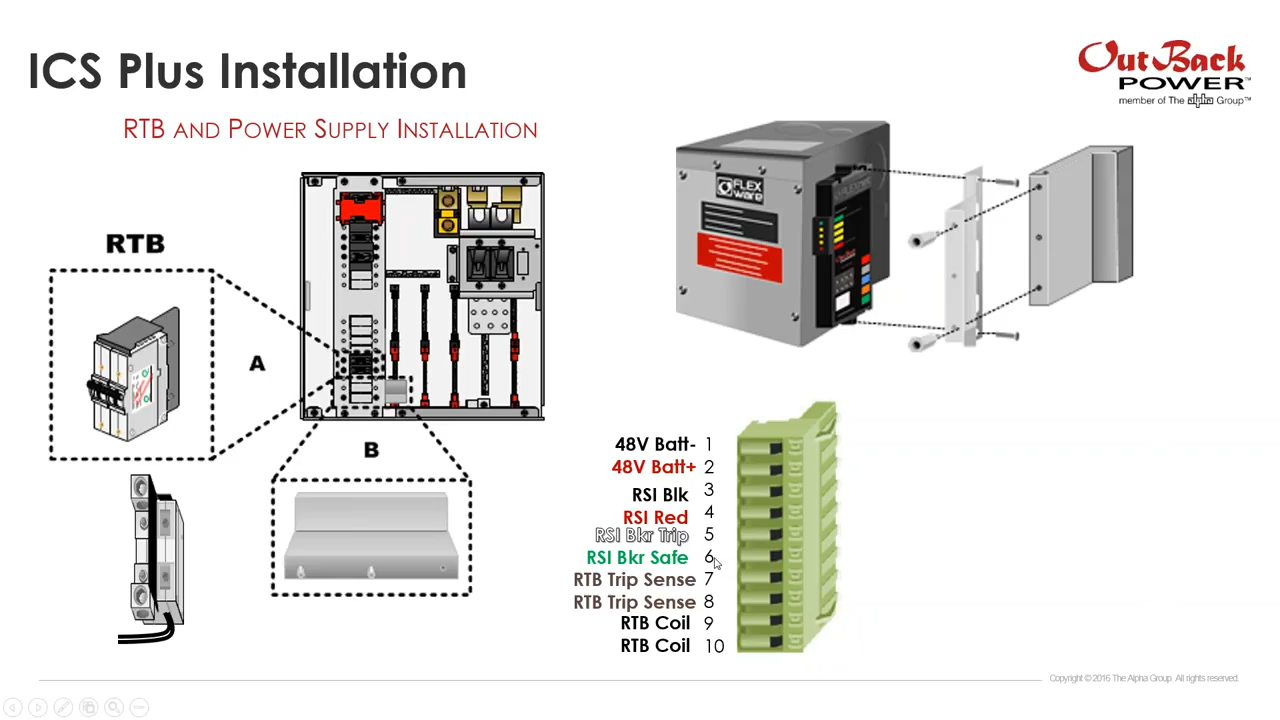 ICS Plus Installation
RTB AND POWER SUPPLY INSTALLATION
OutBack
POWER™
member of The alpha Group™
RTB
A
B
FLEX
ware
48V Batt- 1
48V Batt+ 2
RSI Blk 3
RSI Red 4
RSI Bkr Trip 5
RSI Bkr Safe 6
RTB Trip Sense 7
RTB Trip Sense 8
RTB Coil 9
RTB Coil 10
Copyright © 2016 The Alpha Group. All rights reserved.